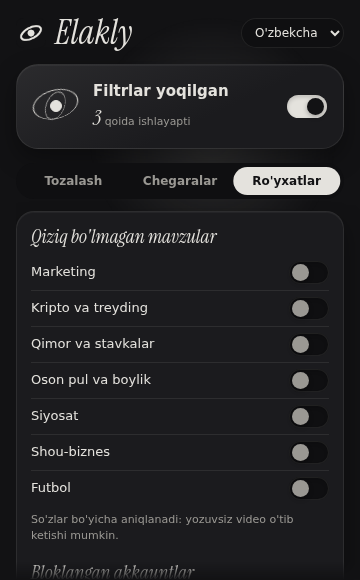 Elakly
O'zbekcha
Filtrlar yoqilgan
3 qoida ishlayapti
Tozalash
Chegaralar
Ro'yxatlar
Qiziq bo'lmagan mavzular
Marketing
Kripto va treyding
Qimor va stavkalar
Oson pul va boylik
Siyosat
Shou-biznes
Futbol
So'zlar bo'yicha aniqlanadi: yozuvsiz video o'tib
ketishi mumkin.
Bloklangan akkauntlar